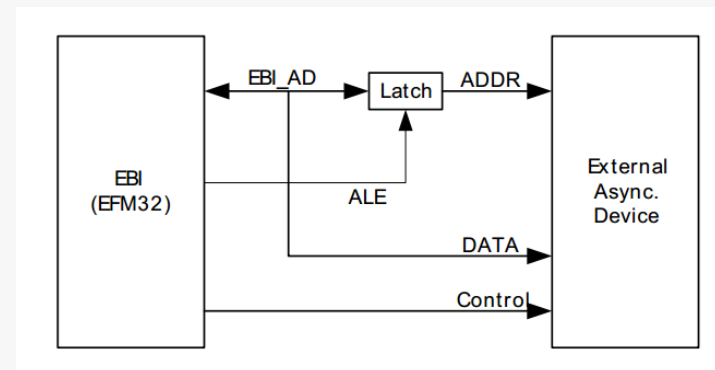 EBI_AD
Latch
ADDR
EBI
(EFM32)
ALE
External
Async.
Device
DATA
Control